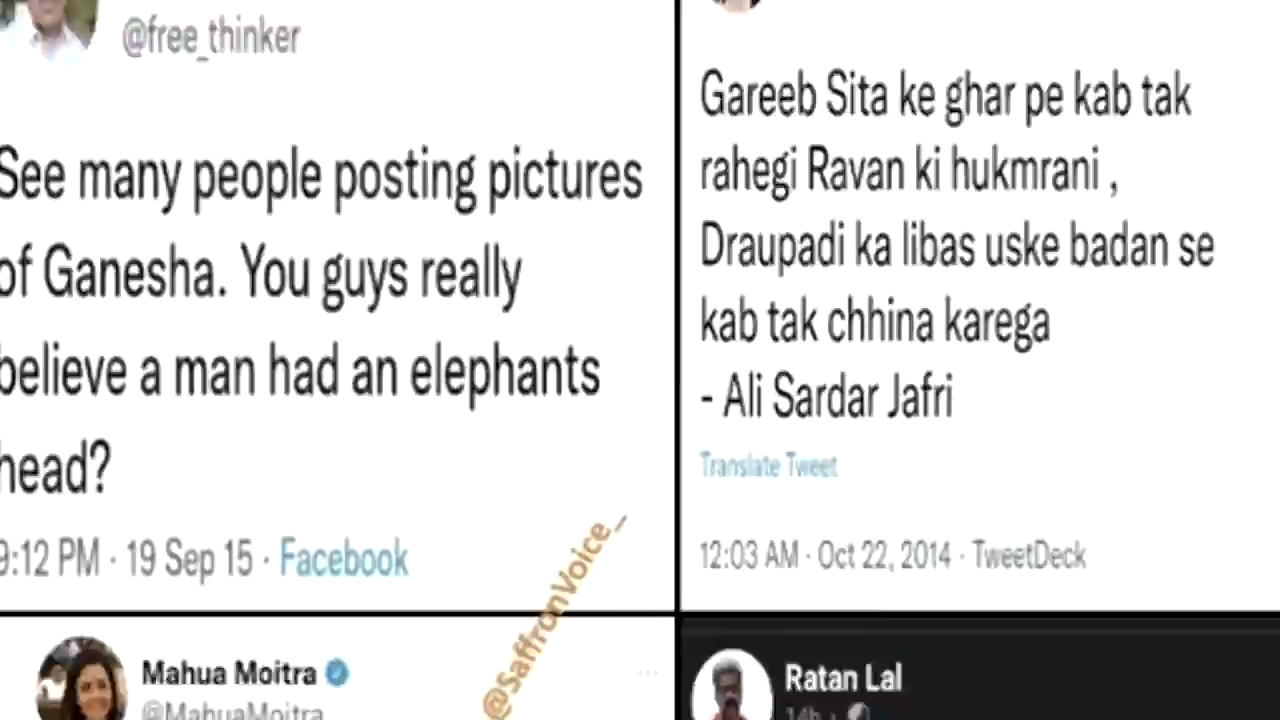 @free_thinker
See many people posting pictures
of Ganesha. You guys really
believe a man had an elephants
head?
9:12 PM · 19 Sep 15 · Facebook
Gareeb Sita ke ghar pe kab tak
rahegi Ravan ki hukmrani ,
Draupadi ka libas uske badan se
kab tak chhina karega
- Ali Sardar Jafri
Translate Tweet
12:03 AM · Oct 22, 2014 · TweetDeck
@SaffronVoice_
Mahua Moitra
@MahuaMoitra
Ratan Lal
14h ·